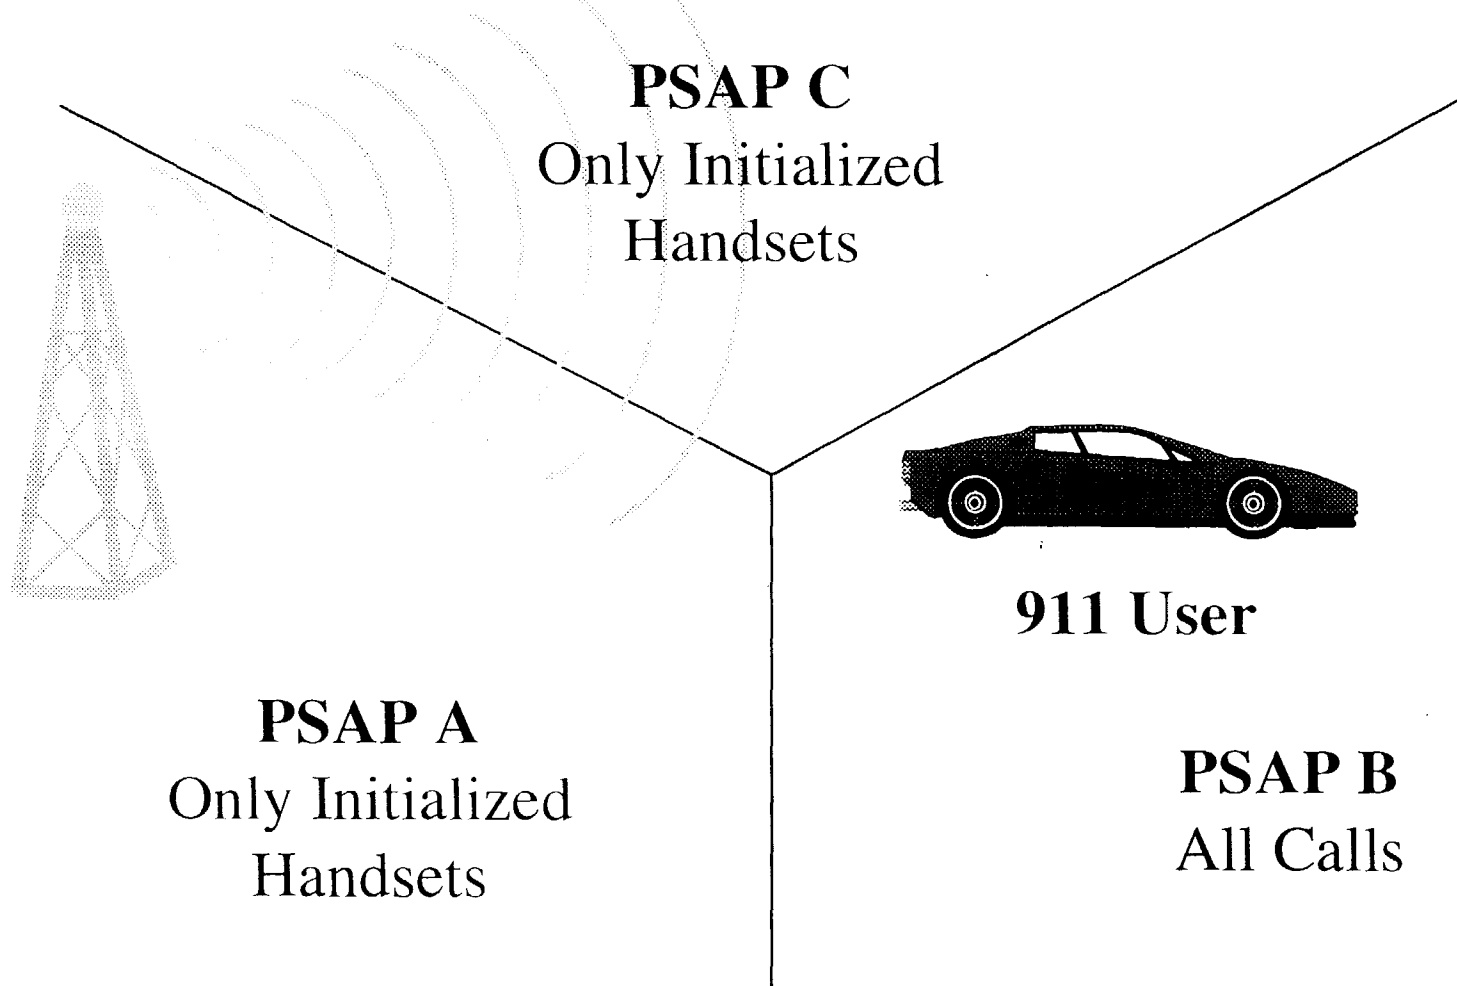 PSAP C
Only Initialized
Handsets
911 User
PSAP A
Only Initialized
Handsets
PSAP B
All Calls